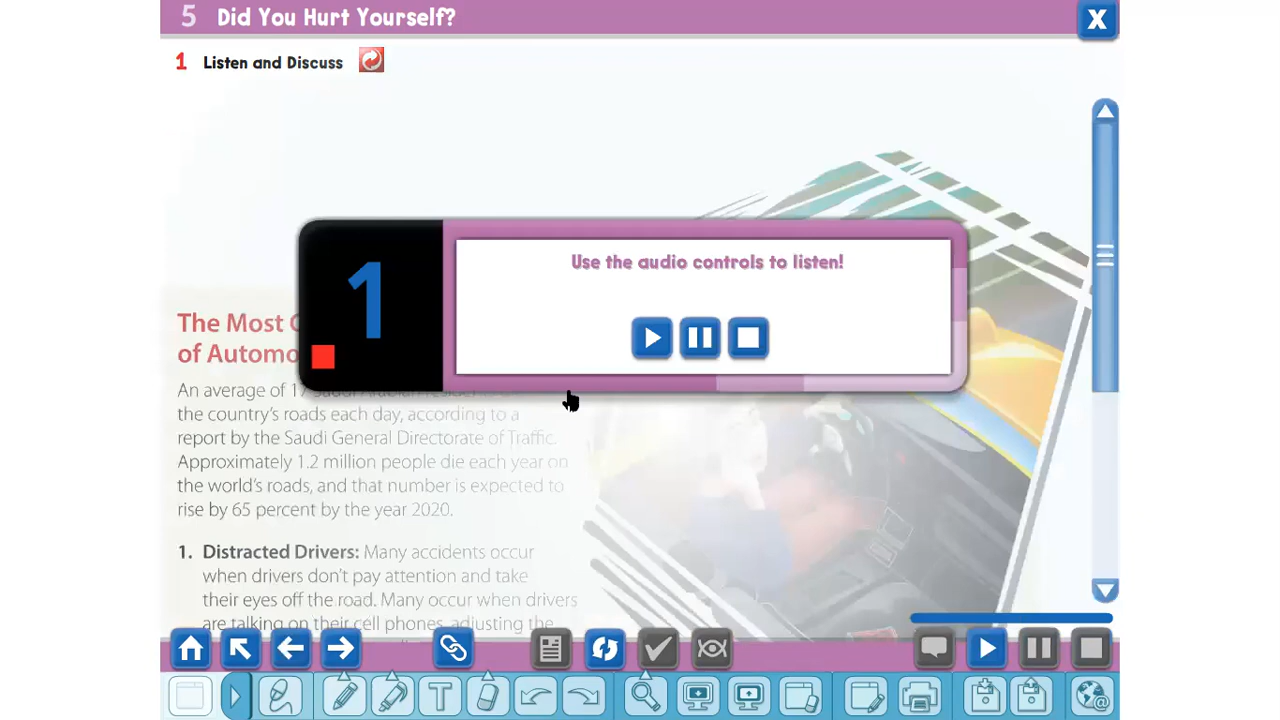 5 Did You Hurt Yourself?
X
1 Listen and Discuss
1
Use the audio controls to listen!
The Most
of Automo
An average of 17 Saudi Arabian
the country's roads each day, according to a
report by the Saudi General Directorate of Traffic.
Approximately 1.2 million people die each year on
the world's roads, and that number is expected to
rise by 65 percent by the year 2020.
1. Distracted Drivers: Many accidents occur
when drivers don't pay attention and take
their eyes off the road. Many occur when drivers
are talking on their cell phones, adjusting the
T